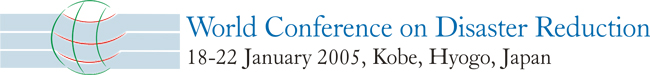 World Conference on Disaster Reduction
18-22 January 2005, Kobe, Hyogo, Japan